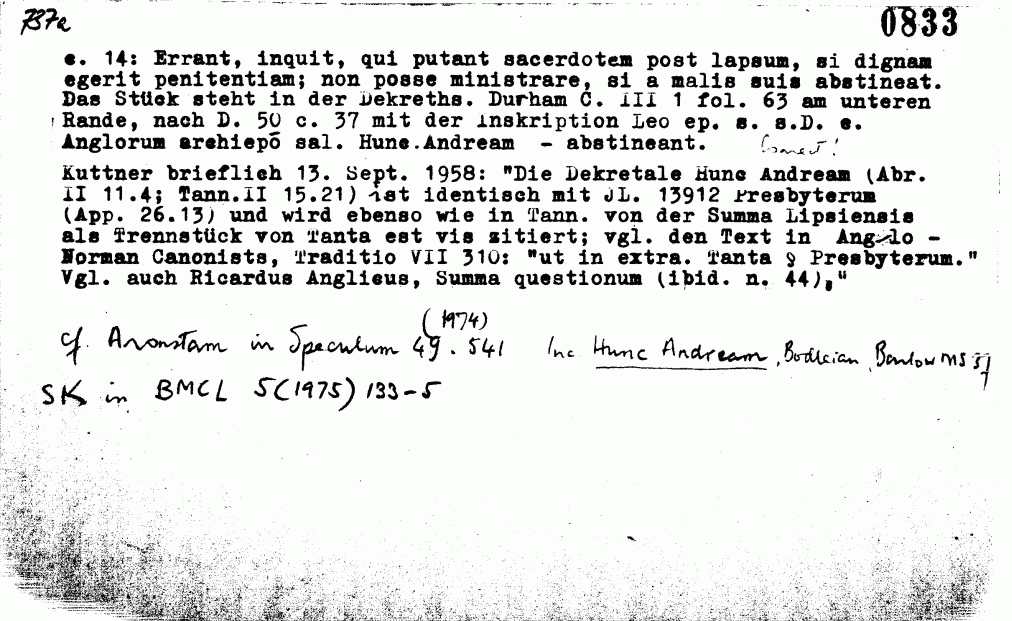 737a
0833
c. 14: Errant, inquit, qui putant sacerdotem post lapsum, si dignam
egerit penitentiam; non posse ministrare, si a malis suis abstineat.
Das Stück steht in der Dekreths. Durham C. III 1 fol. 63 am unteren
Rande, nach D. 50 c. 37 mit der Inskription Leo ep. s. s.D. e.
Anglorum archiepō sal. Hunc.Andream - abstineant.
Kuttner brieflich 13. Sept. 1958: "Die Dekretale Hunc Andream (Abr.
II 11.4; Tann.II 15.21) ist identisch mit JL. 13912 Presbyterum
(App. 26.13) und wird ebenso wie in Tann. von der Summa Lipsiensis
als Trennstück von Tanta est vis zitiert; vgl. den Text in Anglo -
Norman Canonists, Traditio VII 310: "ut in extra. Tanta § Presbyterum."
Vgl. auch Ricardus Anglicus, Summa questionum (ibid. n. 44)."
(1974)
cf. Aronstam in Speculum 49. 541 Inc Hunc Andream, Bodleian, Barlow MS 37
SK in BMCL 5(1975) 133-5